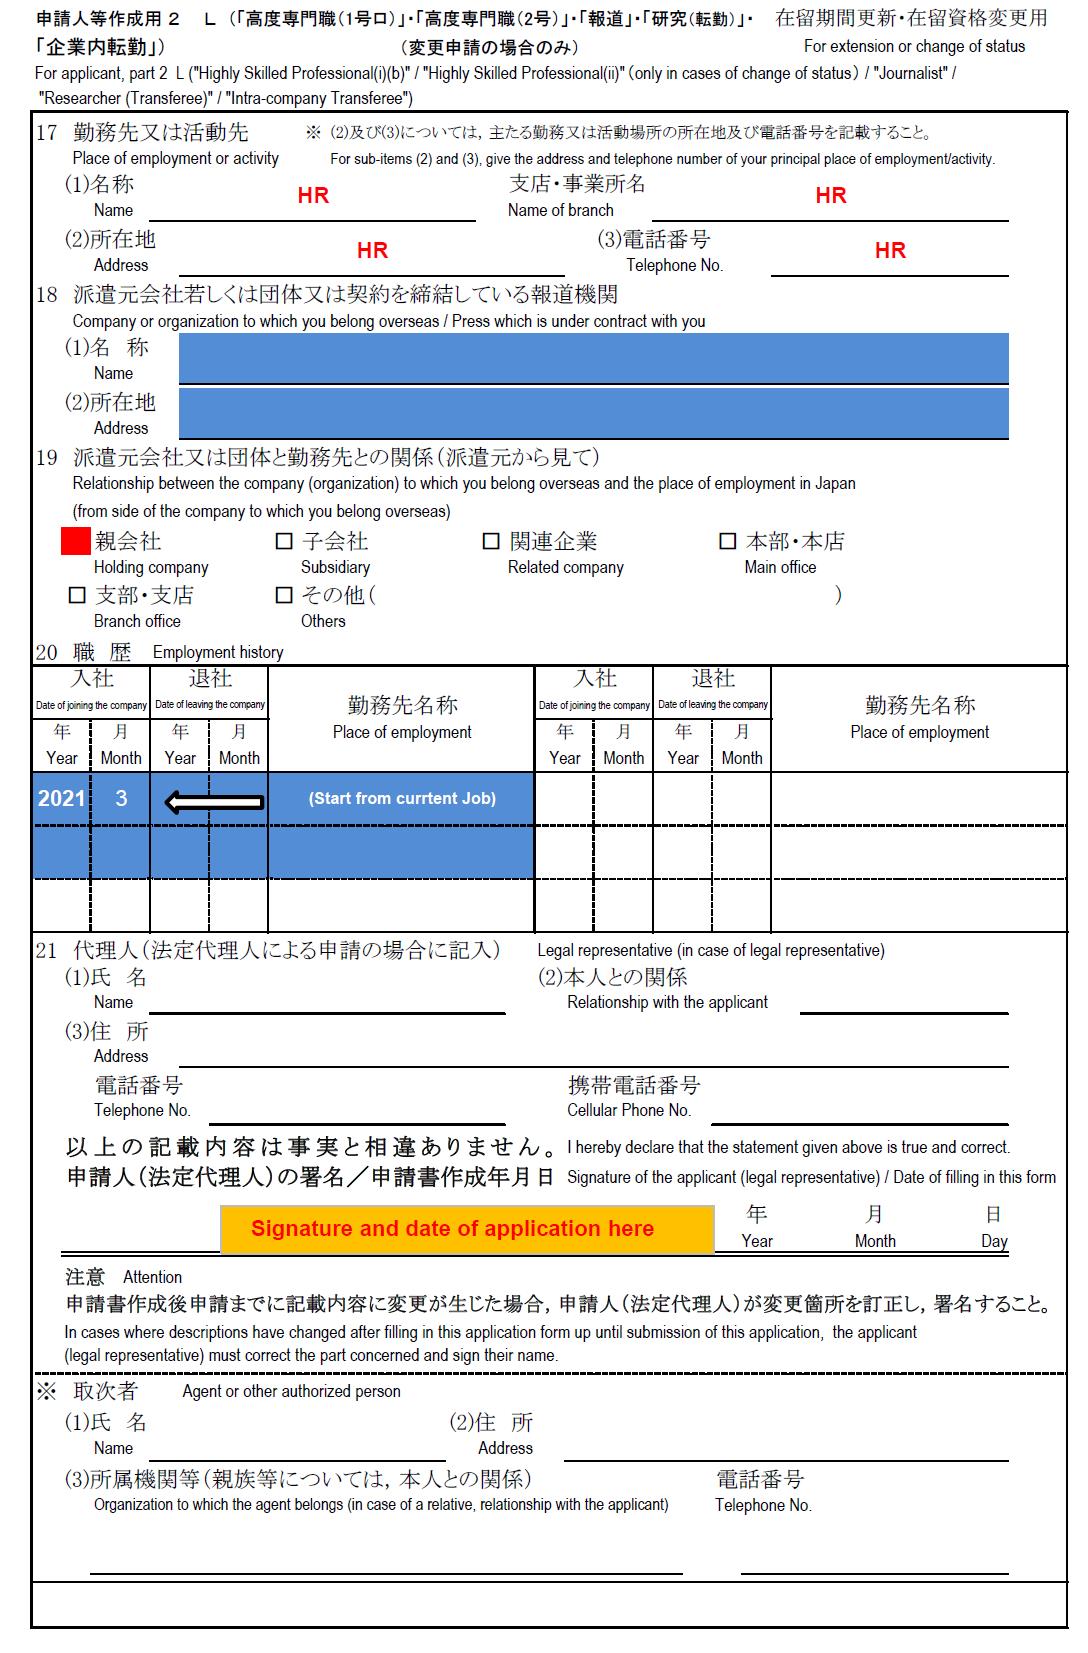 申請人等作成用２　Ｌ（「高度専門職（1号ロ）」・「高度専門職（2号）」・「報道」・「研究（転勤）」・　在留期間更新・在留資格変更用
「企業内転勤」）　（変更申請の場合のみ）　For extension or change of status
For applicant, part 2 L ("Highly Skilled Professional(i)(b)" / "Highly Skilled Professional(ii)" (only in cases of change of status) / "Journalist" /
"Researcher (Transferee)" / "Intra-company Transferee")
17 勤務先又は活動先　※ (2)及び(3)については，主たる勤務又は活動場所の所在地及び電話番号を記載すること。
Place of employment or activity　For sub-items (2) and (3), give the address and telephone number of your principal place of employment/activity.
(1)名称　HR　支店・事業所名　HR
Name　Name of branch
(2)所在地　HR　(3)電話番号　HR
Address　Telephone No.
18 派遣元会社若しくは団体又は契約を締結している報道機関
Company or organization to which you belong overseas / Press which is under contract with you
(1)名 称
Name
(2)所在地
Address
19 派遣元会社又は団体と勤務先との関係（派遣元から見て）
Relationship between the company (organization) to which you belong overseas and the place of employment in Japan
(from side of the company to which you belong overseas)
親会社　□ 子会社　□ 関連企業　□ 本部・本店
Holding company　Subsidiary　Related company　Main office
□ 支部・支店　□ その他（　）
Branch office　Others
20 職 歴　Employment history
入社　退社　入社　退社
Date of joining the company　Date of leaving the company　勤務先名称　Date of joining the company　Date of leaving the company　勤務先名称
年　月　年　月　Place of employment　年　月　年　月　Place of employment
Year　Month　Year　Month　Year　Month　Year　Month
2021　3　(Start from currtent Job)
21 代理人（法定代理人による申請の場合に記入）　Legal representative (in case of legal representative)
(1)氏 名　(2)本人との関係
Name　Relationship with the applicant
(3)住 所
Address
電話番号　携帯電話番号
Telephone No.　Cellular Phone No.
以上の記載内容は事実と相違ありません。　I hereby declare that the statement given above is true and correct.
申請人（法定代理人）の署名／申請書作成年月日　Signature of the applicant (legal representative) / Date of filling in this form
Signature and date of application here　年　月　日
Year　Month　Day
注意　Attention
申請書作成後申請までに記載内容に変更が生じた場合，申請人（法定代理人）が変更箇所を訂正し，署名すること。
In cases where descriptions have changed after filling in this application form up until submission of this application, the applicant
(legal representative) must correct the part concerned and sign their name.
※ 取次者　Agent or other authorized person
(1)氏 名　(2)住 所
Name　Address
(3)所属機関等（親族等については，本人との関係）　電話番号
Organization to which the agent belongs (in case of a relative, relationship with the applicant)　Telephone No.